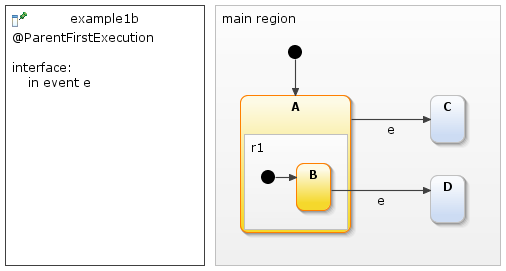 example1b
@ParentFirstExecution
interface:
in event e
main region
A
r1
B
e
C
e
D